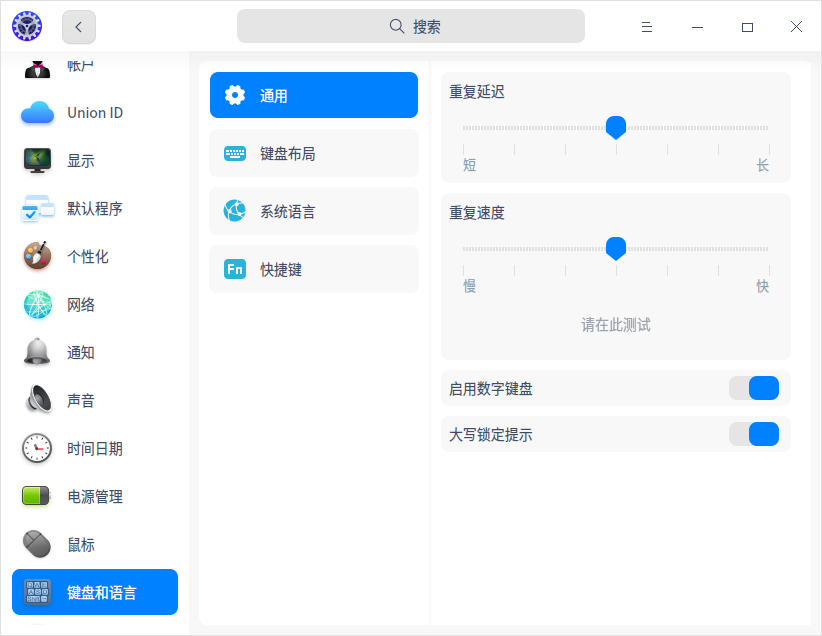 搜索
帐户
Union ID
显示
默认程序
个性化
网络
通知
声音
时间日期
电源管理
鼠标
键盘和语言
通用
键盘布局
系统语言
Fn
快捷键
重复延迟
短
长
重复速度
慢
快
请在此测试
启用数字键盘
大写锁定提示